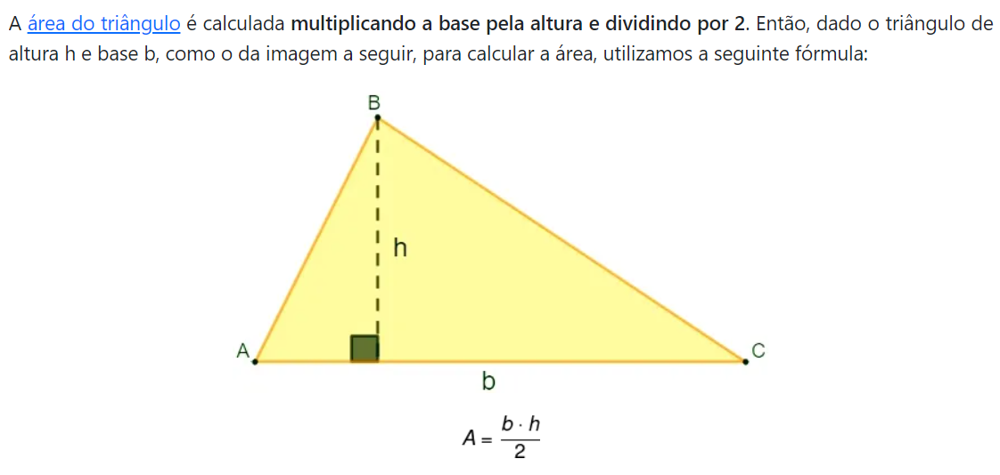 A área do triângulo é calculada multiplicando a base pela altura e dividindo por 2. Então, dado o triângulo de
altura h e base b, como o da imagem a seguir, para calcular a área, utilizamos a seguinte fórmula:
B
h
A
C
b
A = b · h / 2